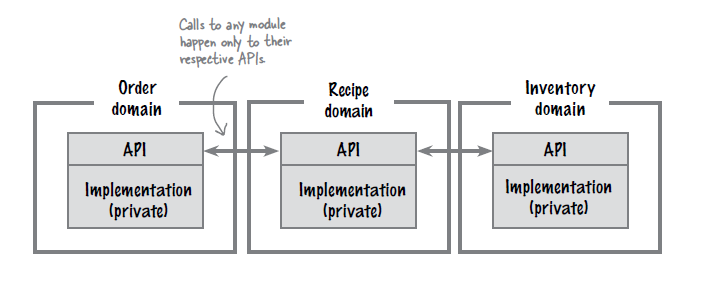 Calls to any module
happen only to their
respective APIs.
Order
domain
Recipe
domain
Inventory
domain
API
API
API
Implementation
(private)
Implementation
(private)
Implementation
(private)